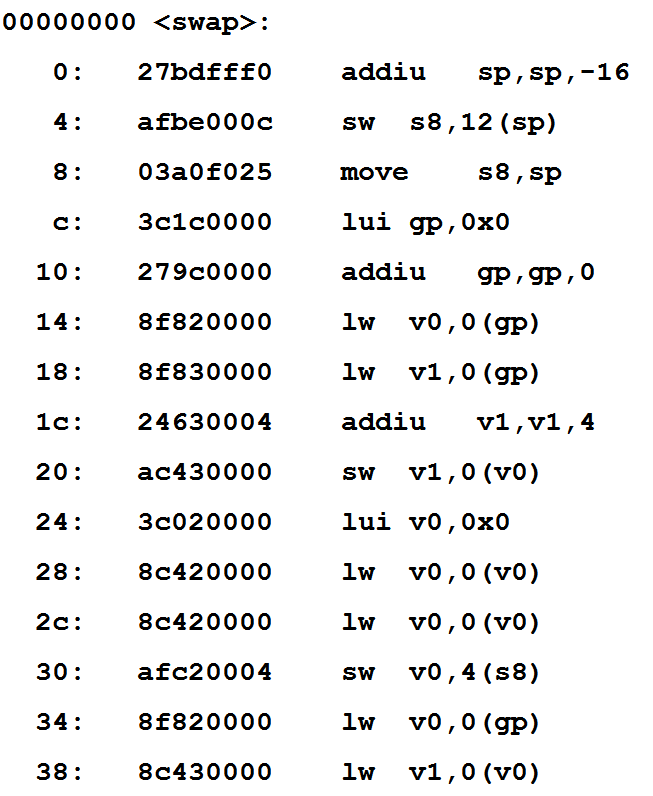 00000000 <swap>:
0: 27bdfff0 addiu sp,sp,-16
4: afbe000c sw s8,12(sp)
8: 03a0f025 move s8,sp
c: 3c1c0000 lui gp,0x0
10: 279c0000 addiu gp,gp,0
14: 8f820000 lw v0,0(gp)
18: 8f830000 lw v1,0(gp)
1c: 24630004 addiu v1,v1,4
20: ac430000 sw v1,0(v0)
24: 3c020000 lui v0,0x0
28: 8c420000 lw v0,0(v0)
2c: 8c420000 lw v0,0(v0)
30: afc20004 sw v0,4(s8)
34: 8f820000 lw v0,0(gp)
38: 8c430000 lw v1,0(v0)